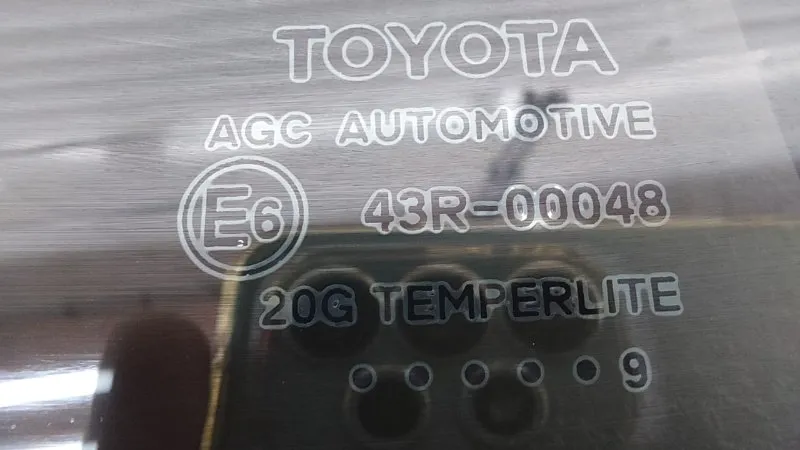 TOYOTA
AGC AUTOMOTIVE
E6 43R-00048
20G TEMPERLITE
• • • • • 9